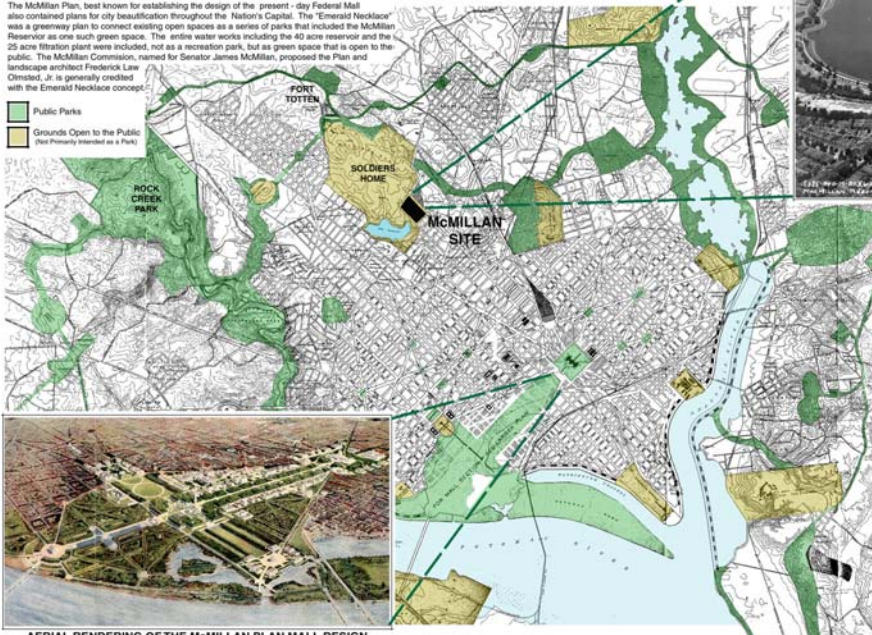 The McMillan Plan, best known for establishing the design of the present - day Federal Mall
also contained plans for city beautification throughout the Nation's Capital. The "Emerald Necklace"
was a greenway plan to connect existing open spaces as a series of parks that included the McMillan
Reservior as one such green space. The entire water works including the 40 acre reservoir and the
25 acre filtration plant were included, not as a recreation park, but as green space that is open to the
public. The McMillan Commision, named for Senator James McMillan, proposed the Plan and
landscape architect Frederick Law
Olmsted, Jr. is generally credited
with the Emerald Necklace concept
Public Parks
Grounds Open to the Public
(Not Primarily Intended as a Park)
FORT
TOTTEN
SOLDIERS
HOME
ROCK
CREEK
PARK
McMILLAN
SITE
WASHINGTON CHANNEL
POTOMAC RIVER
AERIAL RENDERING OF THE McMILLAN PLAN MALL DESIGN